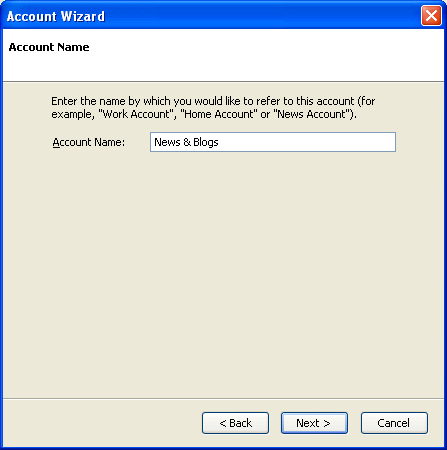 Account Wizard
Account Name
Enter the name by which you would like to refer to this account (for
example, "Work Account", "Home Account" or "News Account").
Account Name: News & Blogs
< Back Next > Cancel